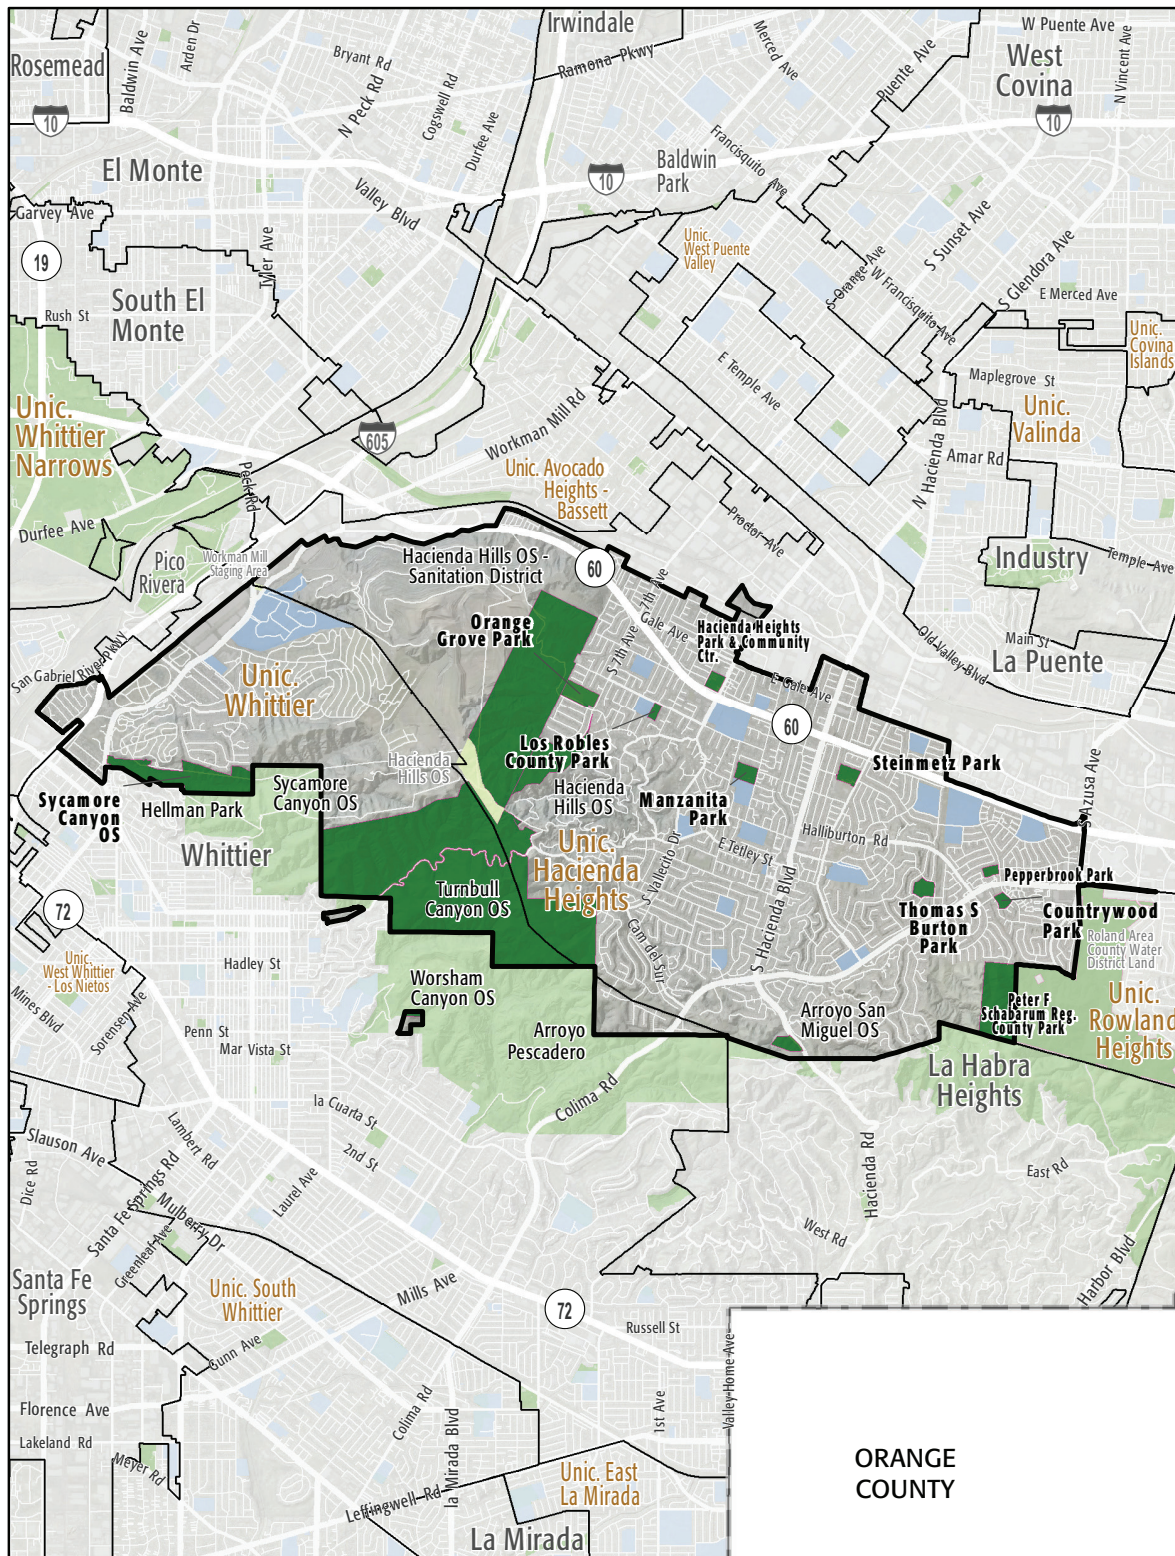 Irwindale
W Puente Ave
Rosemead
Baldwin Ave
Arden Dr
Bryant Rd
Ramona Pkwy
Merced Ave
Puente Ave
West
Covina
N Vincent Ave
10
N Peck Rd
Cogswell Rd
Durfee Ave
10
El Monte
Valley Blvd
10
Baldwin
Park
Francisquito Ave
Garvey Ave
19
Tyler Ave
Unic.
West Puente
Valley
S Orange Ave
W Francisquito Ave
S Sunset Ave
S Glendora Ave
E Merced Ave
South El
Monte
Rush St
Unic.
Covina
Islands
E Temple Ave
Maplegrove St
Unic.
Whittier
Narrows
605
Workman Mill Rd
Unic.
Valinda
N Hacienda Blvd
Amar Rd
Unic. Avocado
Heights -
Bassett
Peck Rd
Durfee Ave
Proctor Ave
Pico
Rivera
Workman Mill
Staging Area
Hacienda Hills OS -
Sanitation District
60
Industry
Temple Ave
7th Ave
Orange
Grove Park
Gale Ave
S 7th Ave
Hacienda Heights
Park & Community
Ctr.
Main St
Old Valley Blvd
La Puente
San Gabriel River Pkwy
Unic.
Whittier
E Gale Ave
60
Hacienda
Hills OS
Los Robles
County Park
Steinmetz Park
S Azusa Ave
Sycamore
Canyon
OS
Hellman Park
Sycamore
Canyon OS
Hacienda
Hills OS
Manzanita
Park
Halliburton Rd
Whittier
Unic.
Hacienda
Heights
E Tetley St
S Vallecito Dr
Pepperbrook Park
72
Turnbull
Canyon OS
Thomas S
Burton
Park
Countrywood
Park
S Hacienda Blvd
Cam del Sur
Roland Area
County Water
District Land
Unic.
West Whittier
- Los Nietos
Hadley St
Worsham
Canyon OS
Mines Blvd
Sorensen Ave
Penn St
Mar Vista St
Arroyo
Pescadero
Arroyo San
Miguel OS
Peter F
Schabarum Reg.
County Park
Unic.
Rowland
Heights
La Habra
Heights
la Cuarta St
Colima Rd
Slauson Ave
Lambert Rd
2nd St
Dice Rd
Laurel Ave
Hacienda Rd
East Rd
Santa Fe Springs Rd
Mulberry Dr
West Rd
Greenleaf Ave
Santa Fe
Springs
Unic. South
Whittier
Mills Ave
Harbor Blvd
72
Russell St
Telegraph Rd
Gunn Ave
Valley Home Ave
Colima Rd
1st Ave
Florence Ave
la Mirada Blvd
Lakeland Rd
Meyer Rd
ORANGE
COUNTY
Unic. East
La Mirada
Leffingwell Rd
La Mirada